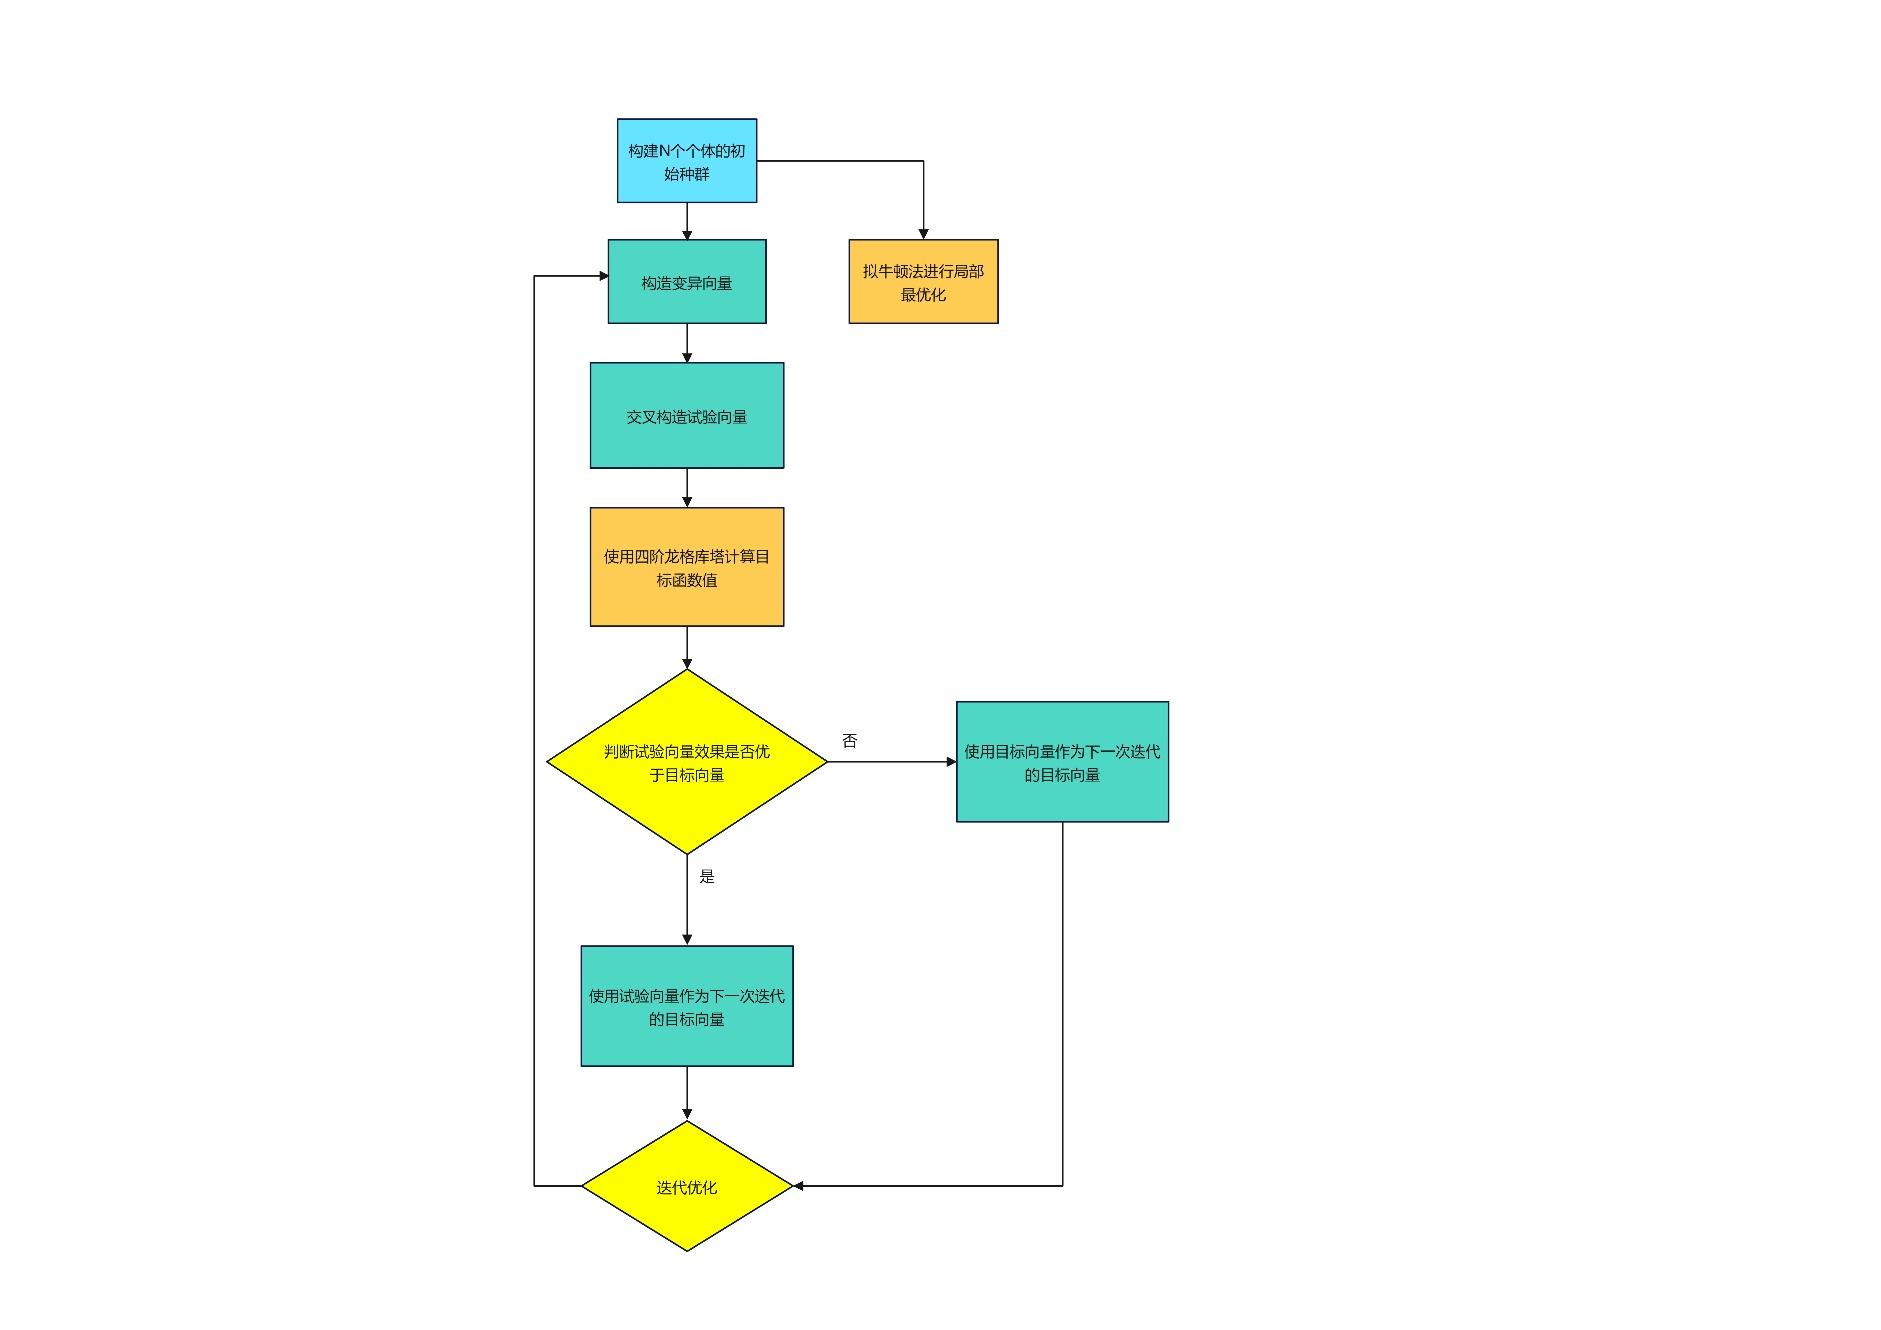 构建N个个体的初
始种群
构造变异向量
拟牛顿法进行局部
最优化
交叉构造试验向量
使用四阶龙格库塔计算目
标函数值
判断试验向量效果是否优
于目标向量
否
使用目标向量作为下一次迭代
的目标向量
是
使用试验向量作为下一次迭代
的目标向量
迭代优化